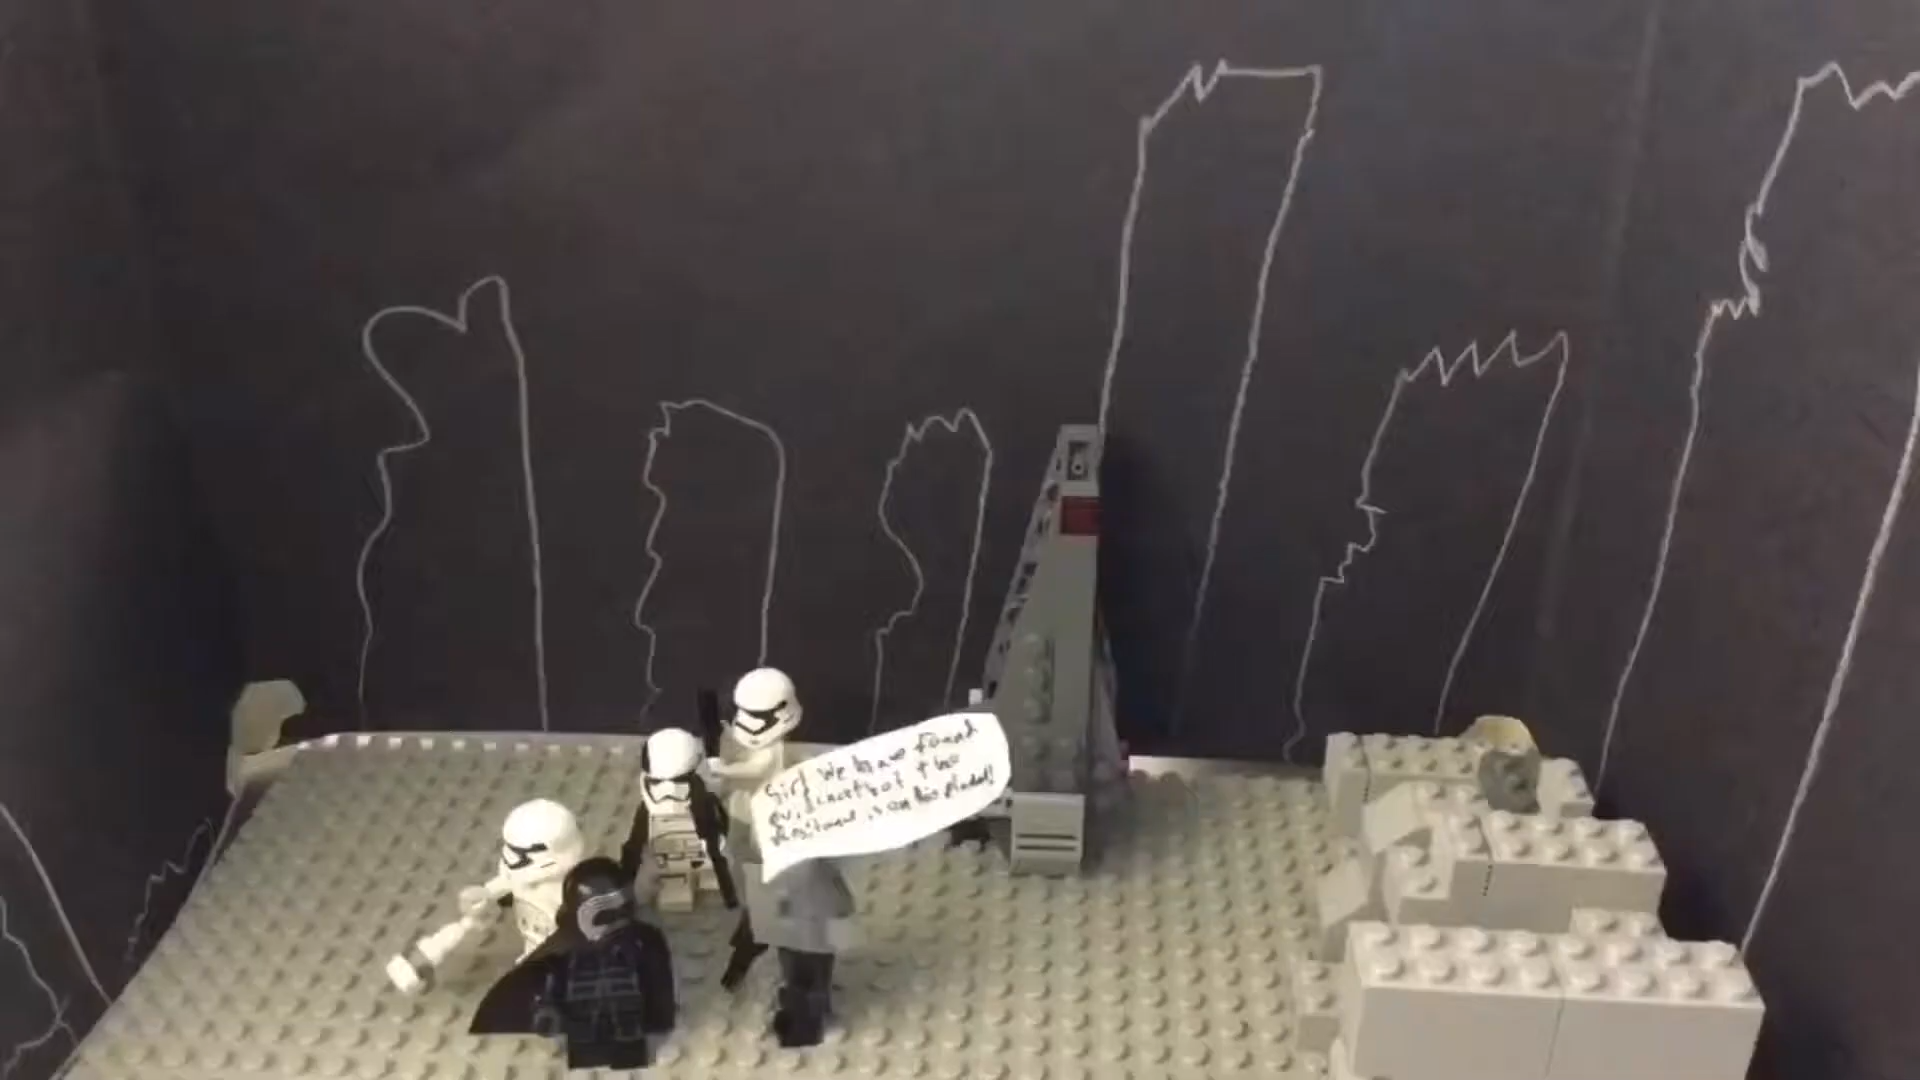 Sir! We have found
evidence that the
Resistance is on this planet!